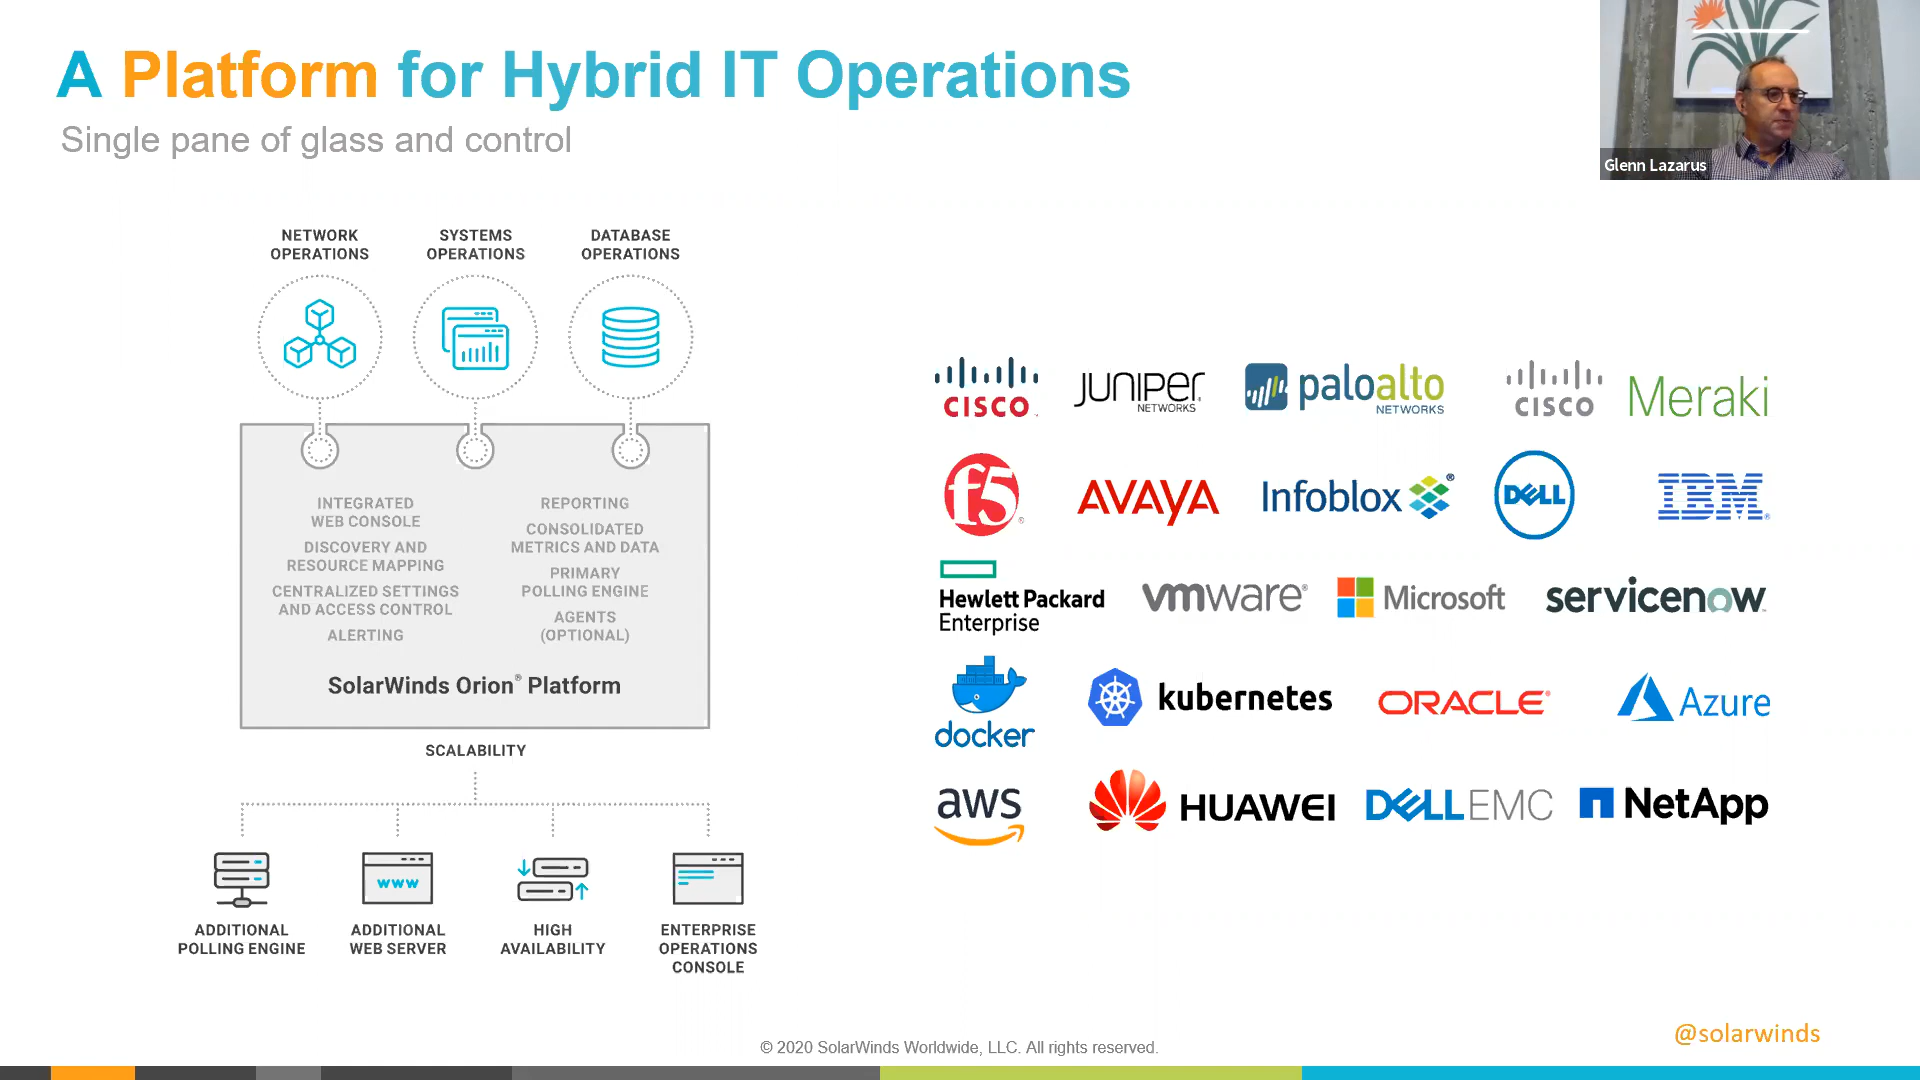 A Platform for Hybrid IT Operations
Single pane of glass and control
Glenn Lazarus
NETWORK
OPERATIONS
SYSTEMS
OPERATIONS
DATABASE
OPERATIONS
INTEGRATED
WEB CONSOLE
DISCOVERY AND
RESOURCE MAPPING
CENTRALIZED SETTINGS
AND ACCESS CONTROL
ALERTING
REPORTING
CONSOLIDATED
METRICS AND DATA
PRIMARY
POLLING ENGINE
AGENTS
(OPTIONAL)
SolarWinds Orion® Platform
SCALABILITY
www
ADDITIONAL
POLLING ENGINE
ADDITIONAL
WEB SERVER
HIGH
AVAILABILITY
ENTERPRISE
OPERATIONS
CONSOLE
CISCO
JUNIPER
NETWORKS
paloalto
NETWORKS
CISCO Meraki
f5®
AVAYA
Infoblox®
DELL
IBM®
Hewlett Packard
Enterprise
vmware®
Microsoft
servicenow
docker
kubernetes
ORACLE®
Azure
aws
HUAWEI
DELLEMC
NetApp
@solarwinds
© 2020 SolarWinds Worldwide, LLC. All rights reserved.